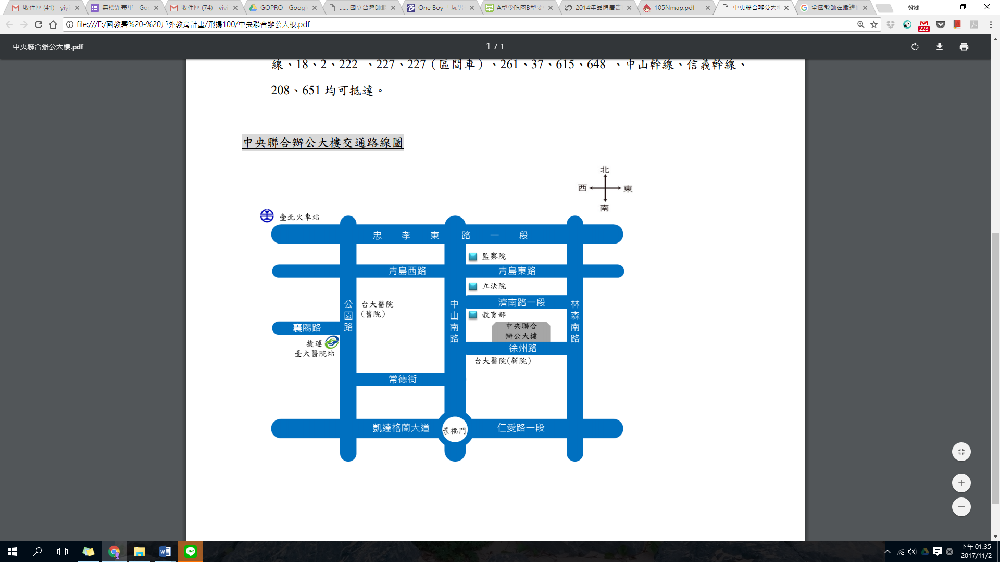 收件匣 (41) - yiy
無標題表單 - Go
收件匣 (74) - viv
GOPRO - Googl
:::::: 國立台灣師
One Boy 「玩男
A型少吃肉B型要
2014年品牌廣告
105Nmap.pdf
中央聯合辦公大
全國教師在職進
Vivi
file:///F:/國教署%20-%20戶外教育計畫/飛揚100/中央聯合辦公大樓.pdf
228
中央聯合辦公大樓.pdf
1 / 1
線、18、2、222 、227、227（區間車）、261、37、615、648 、中山幹線、信義幹線、
208、651 均可抵達。
中央聯合辦公大樓交通路線圖
北
西
東
南
臺北火車站
忠孝東路一段
監察院
青島西路
青島東路
立法院
濟南路一段
公園路
台大醫院
(舊院)
中山南路
林森南路
教育部
襄陽路
中央聯合
辦公大樓
捷運
臺大醫院站
徐州路
台大醫院(新院)
常德街
凱達格蘭大道
景福門
仁愛路一段
LINE
下午 01:35
2017/11/2